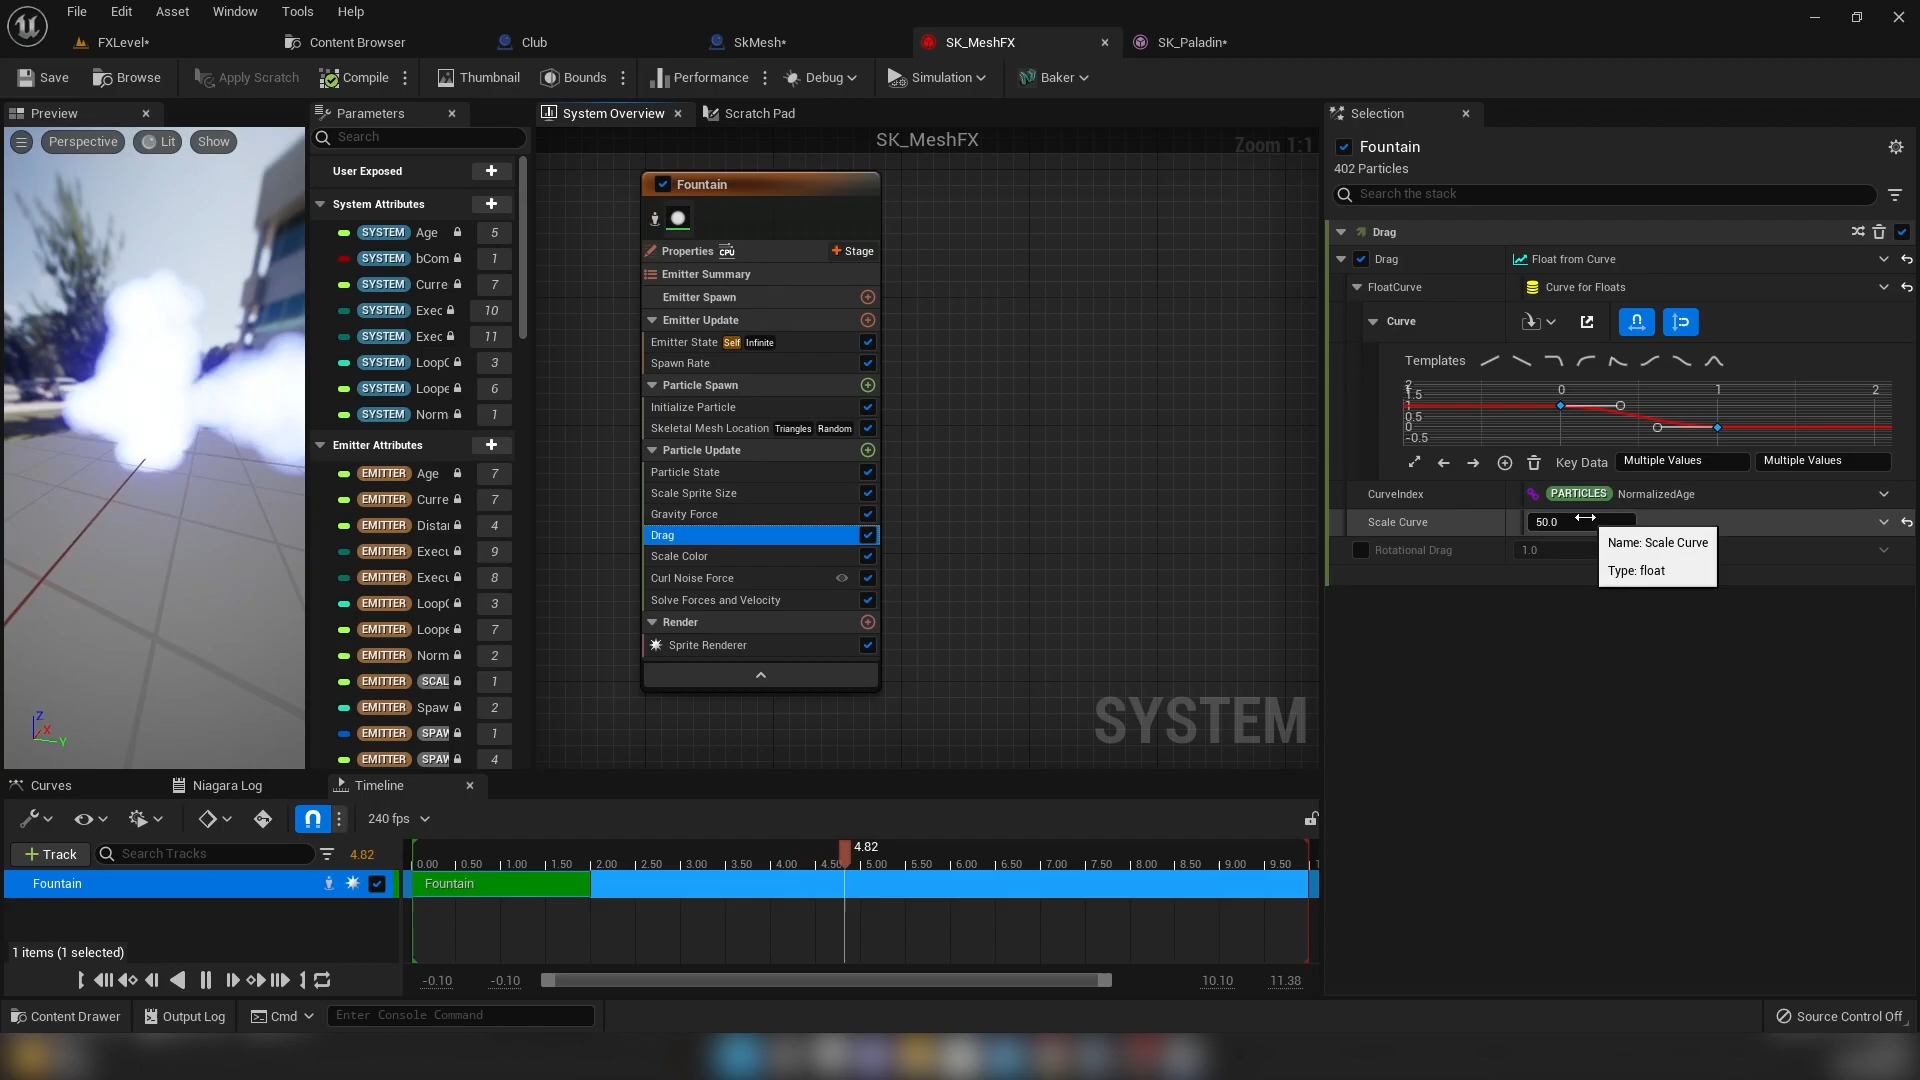 File Edit Asset Window Tools Help
FXLevel* Content Browser Club SkMesh* SK_MeshFX SK_Paladin*
Save Browse Apply Scratch Compile Thumbnail Bounds Performance Debug Simulation Baker
Preview Parameters System Overview Scratch Pad Selection
Perspective Lit Show
Search
User Exposed
System Attributes
SYSTEM Age 5
SYSTEM bCom 1
SYSTEM Curre 7
SYSTEM Exec 10
SYSTEM Exec 11
SYSTEM Loop( 3
SYSTEM Loope 6
SYSTEM Norm 1
Emitter Attributes
EMITTER Age 7
EMITTER Curre 7
EMITTER Distar 4
EMITTER Execu 9
EMITTER Execu 8
EMITTER Loop( 3
EMITTER Loope 7
EMITTER Norm 2
EMITTER SCAL 1
EMITTER Spaw 2
EMITTER SPAV 1
EMITTER SPAV 4
Z X Y
SK_MeshFX Zoom 1:1
Fountain
Properties CPU Stage
Emitter Summary
Emitter Spawn
Emitter Update
Emitter State Self Infinite
Spawn Rate
Particle Spawn
Initialize Particle
Skeletal Mesh Location Triangles Random
Particle Update
Particle State
Scale Sprite Size
Gravity Force
Drag
Scale Color
Curl Noise Force
Solve Forces and Velocity
Render
Sprite Renderer
SYSTEM
Fountain
402 Particles
Search the stack
Drag
Drag Float from Curve
FloatCurve Curve for Floats
Curve
Templates
0 1 2
1.5
1
0.5
0
-0.5
Key Data Multiple Values Multiple Values
CurveIndex PARTICLES NormalizedAge
Scale Curve 50.0
Rotational Drag 1.0
Name: Scale Curve
Type: float
Curves Niagara Log Timeline
240 fps
Track Search Tracks 4.82
4.82
0.00 0.50 1.00 1.50 2.00 2.50 3.00 3.50 4.00 4.50 5.00 5.50 6.00 6.50 7.00 7.50 8.00 8.50 9.00 9.50 1
Fountain Fountain
1 items (1 selected)
-0.10 -0.10 10.10 11.38
Content Drawer Output Log Cmd Enter Console Command Source Control Off